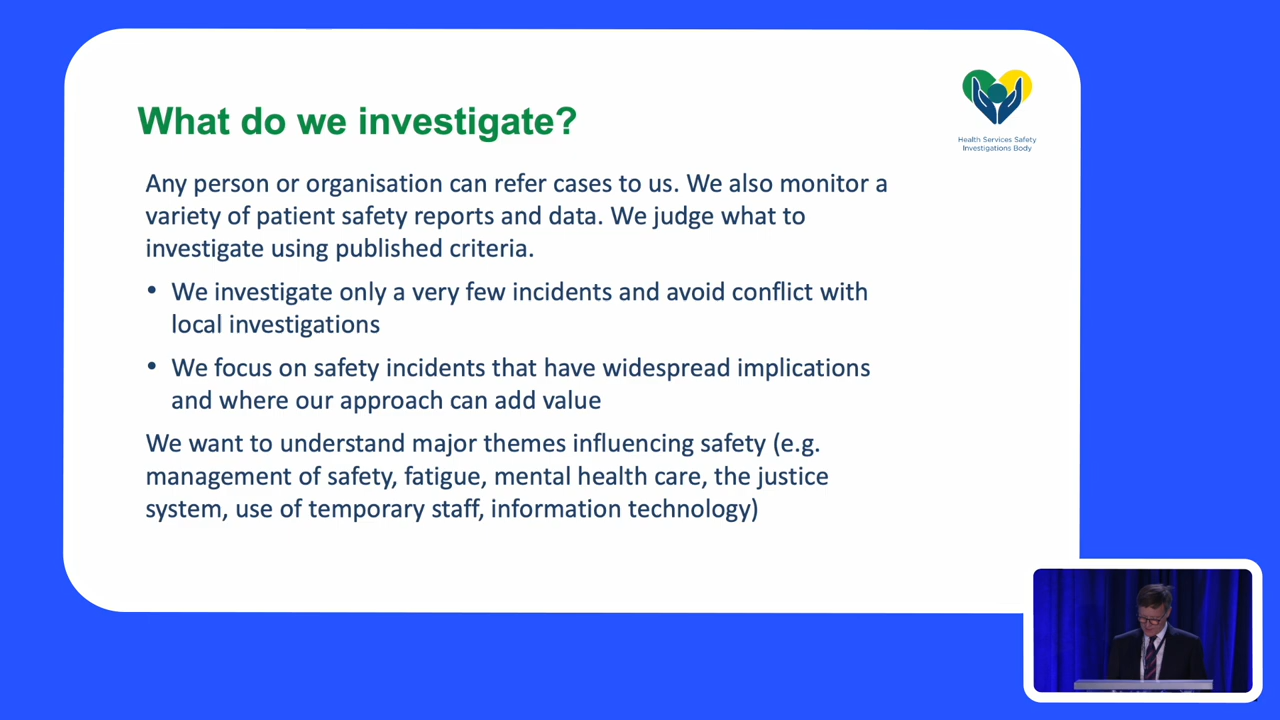 What do we investigate?
Health Services Safety
Investigations Body
Any person or organisation can refer cases to us. We also monitor a
variety of patient safety reports and data. We judge what to
investigate using published criteria.
• We investigate only a very few incidents and avoid conflict with
local investigations
• We focus on safety incidents that have widespread implications
and where our approach can add value
We want to understand major themes influencing safety (e.g.
management of safety, fatigue, mental health care, the justice
system, use of temporary staff, information technology)